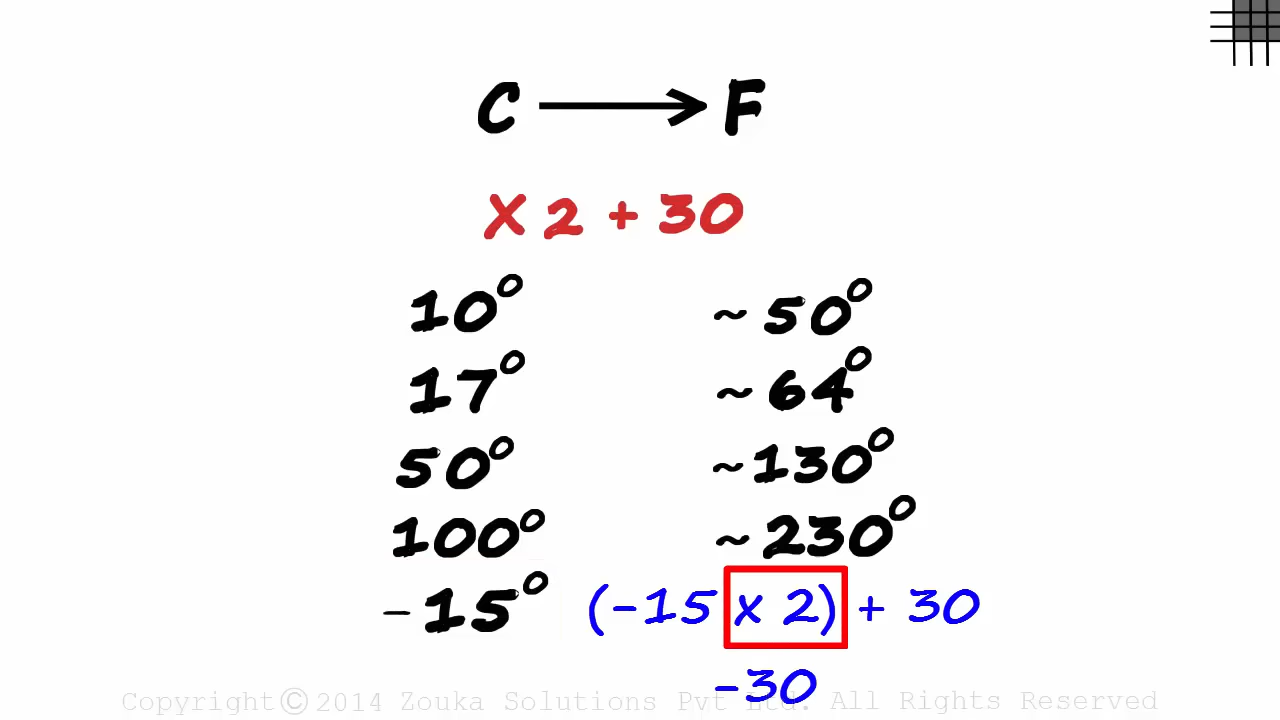 C → F
X 2 + 30
10° ~50°
17° ~64°
50° ~130°
100° ~230°
-15° (-15 x 2) + 30
-30
Copyright©2014 Zouka Solutions Pvt Ltd. All Rights Reserved